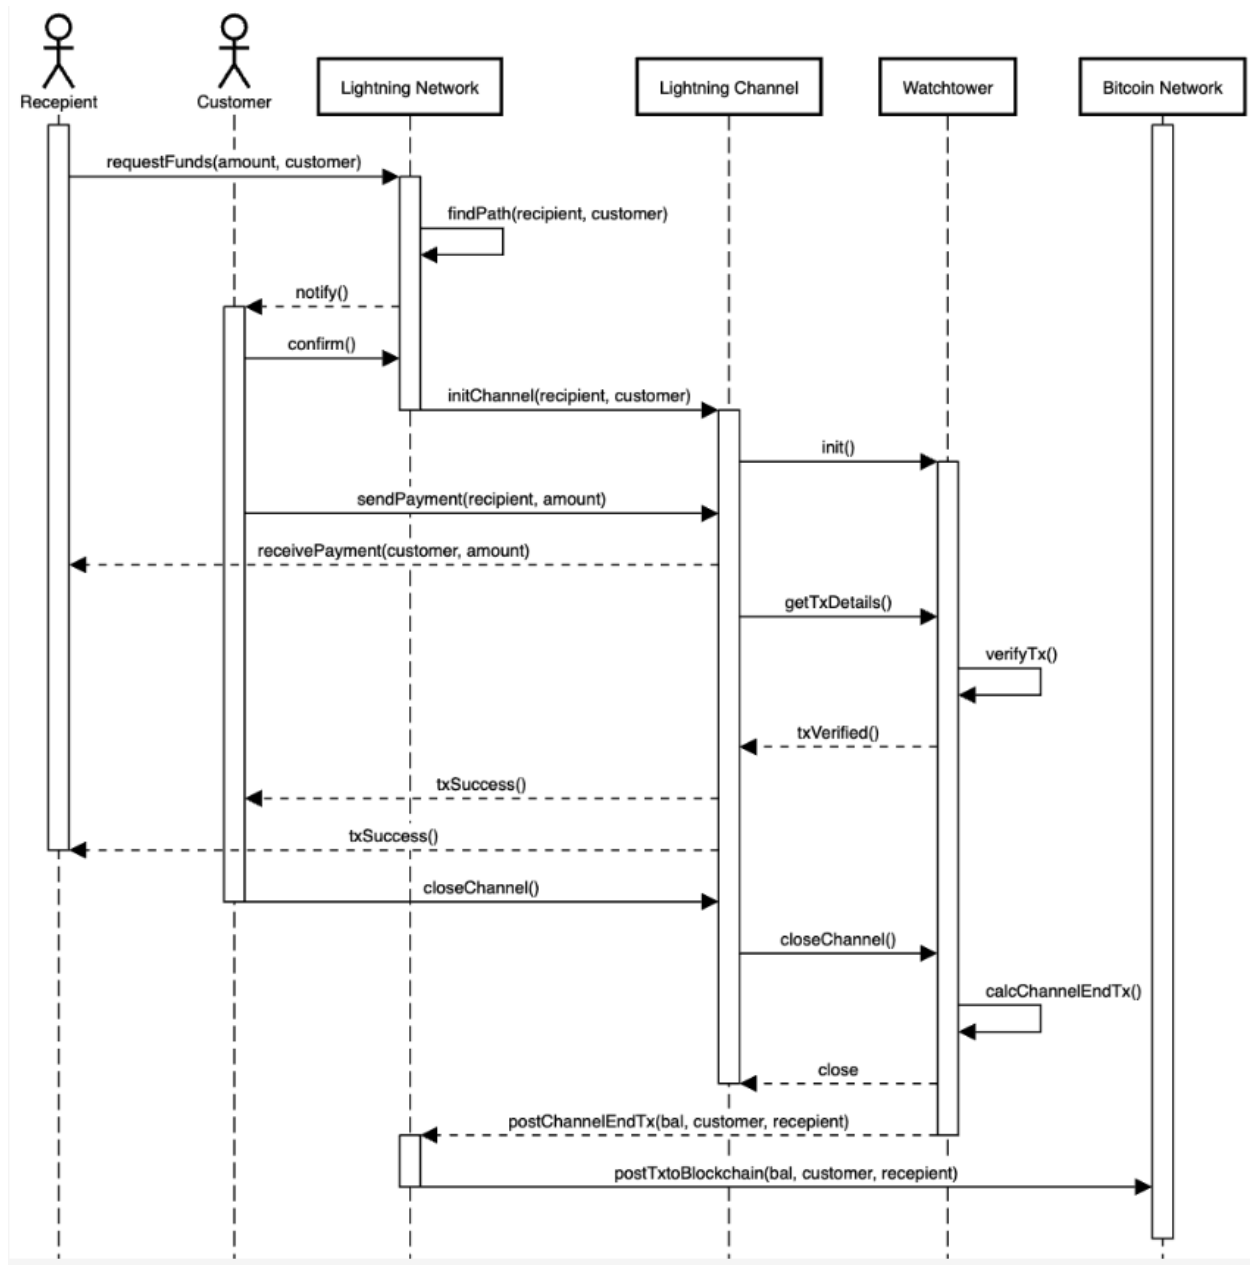 Recepient
Customer
Lightning Network
Lightning Channel
Watchtower
Bitcoin Network
requestFunds(amount, customer)
findPath(recipient, customer)
notify()
confirm()
initChannel(recipient, customer)
init()
sendPayment(recipient, amount)
receivePayment(customer, amount)
getTxDetails()
verifyTx()
txVerified()
txSuccess()
txSuccess()
closeChannel()
closeChannel()
calcChannelEndTx()
close
postChannelEndTx(bal, customer, recepient)
postTxtoBlockchain(bal, customer, recepient)